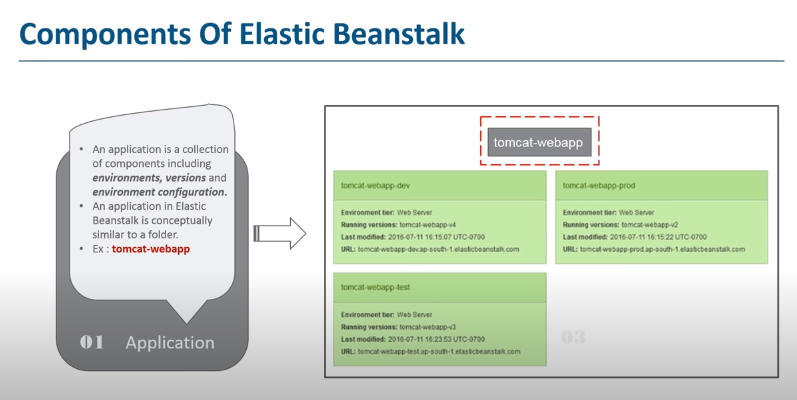 Components Of Elastic Beanstalk
• An application is a collection
of components including
environments, versions and
environment configuration.
• An application in Elastic
Beanstalk is conceptually
similar to a folder.
• Ex : tomcat-webapp
01 Application
tomcat-webapp
tomcat-webapp-dev
Environment tier: Web Server
Running versions: tomcat-webapp-v4
Last modified: 2016-07-11 16:15:07 UTC-0700
URL: tomcat-webapp-dev.ap-south-1.elasticbeanstalk.com
tomcat-webapp-prod
Environment tier: Web Server
Running versions: tomcat-webapp-v2
Last modified: 2016-07-11 16:15:22 UTC-0700
URL: tomcat-webapp-prod.ap-south-1.elasticbeanstalk.com
tomcat-webapp-test
Environment tier: Web Server
Running versions: tomcat-webapp-v3
Last modified: 2016-07-11 16:23:53 UTC-0700
URL: tomcat-webapp-test.ap-south-1.elasticbeanstalk.com
03